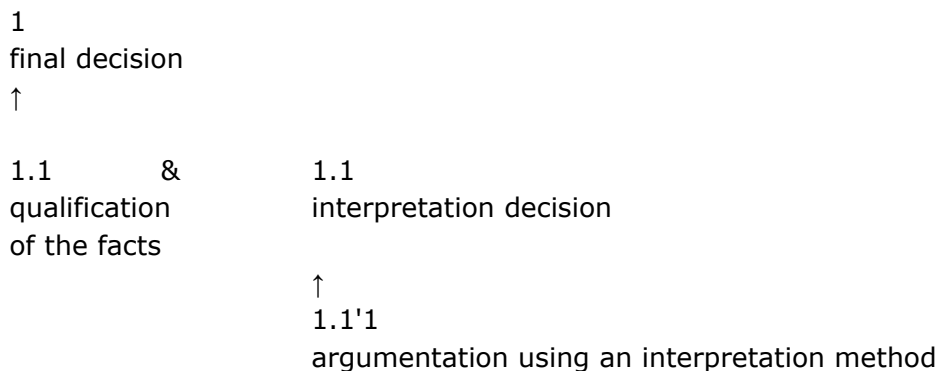 1
final decision
↑
1.1 & 1.1
qualification interpretation decision
of the facts
↑
1.1'1
argumentation using an interpretation method